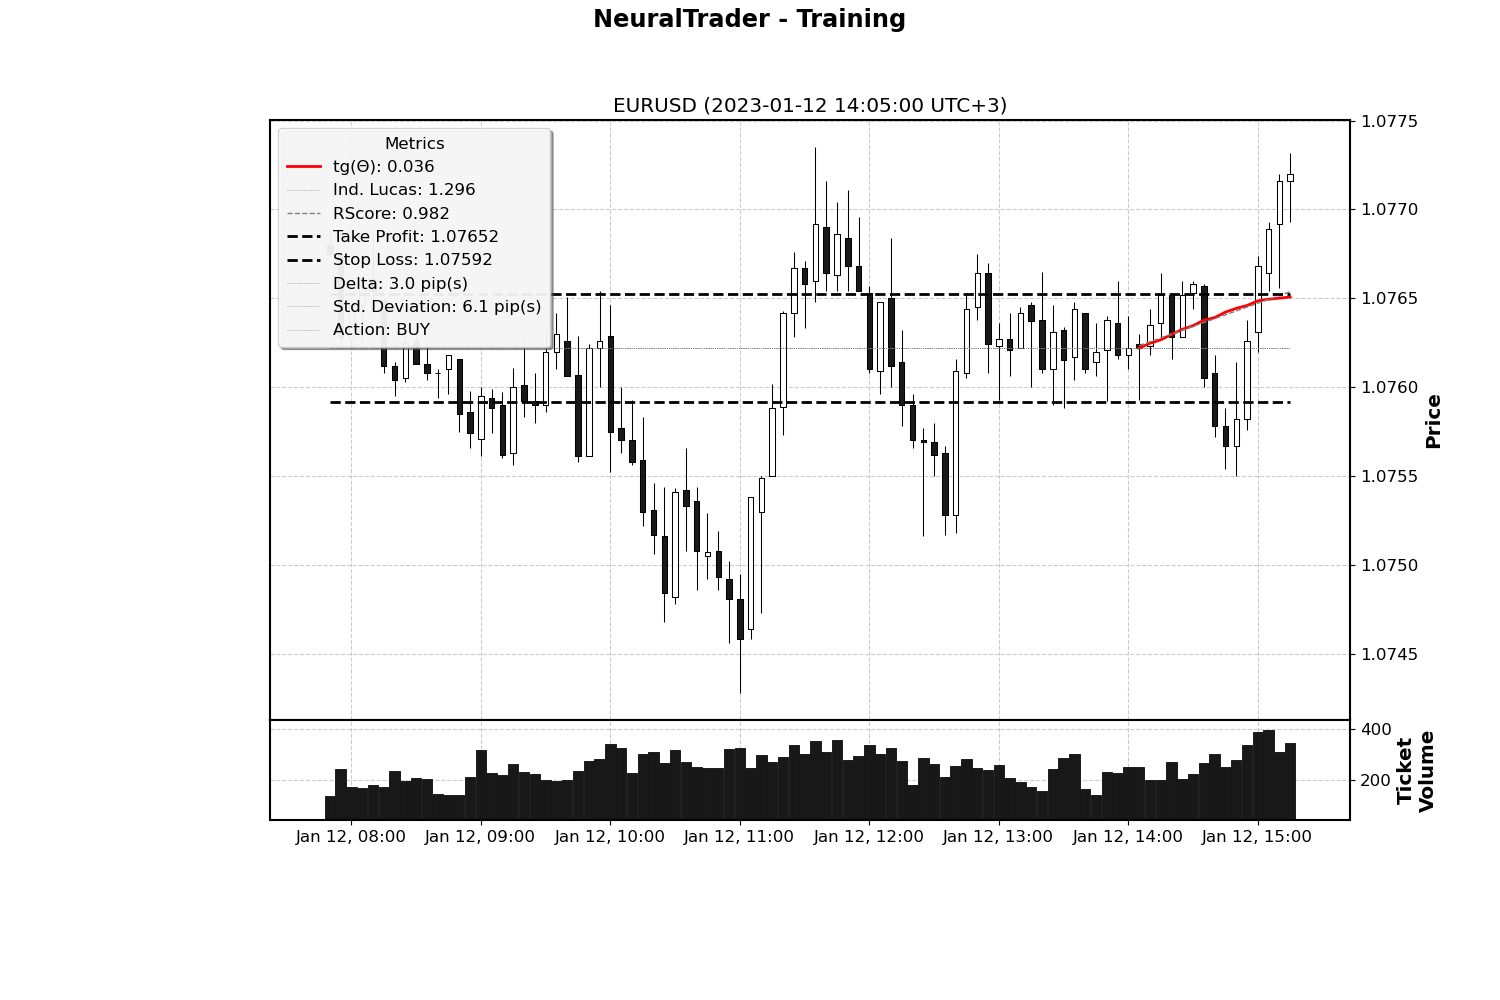 NeuralTrader - Training
EURUSD (2023-01-12 14:05:00 UTC+3)
Metrics
tg(Θ): 0.036
Ind. Lucas: 1.296
RScore: 0.982
Take Profit: 1.07652
Stop Loss: 1.07592
Delta: 3.0 pip(s)
Std. Deviation: 6.1 pip(s)
Action: BUY
1.0775
1.0770
1.0765
1.0760
1.0755
1.0750
1.0745
Price
400
200
Ticket
Volume
Jan 12, 08:00
Jan 12, 09:00
Jan 12, 10:00
Jan 12, 11:00
Jan 12, 12:00
Jan 12, 13:00
Jan 12, 14:00
Jan 12, 15:00